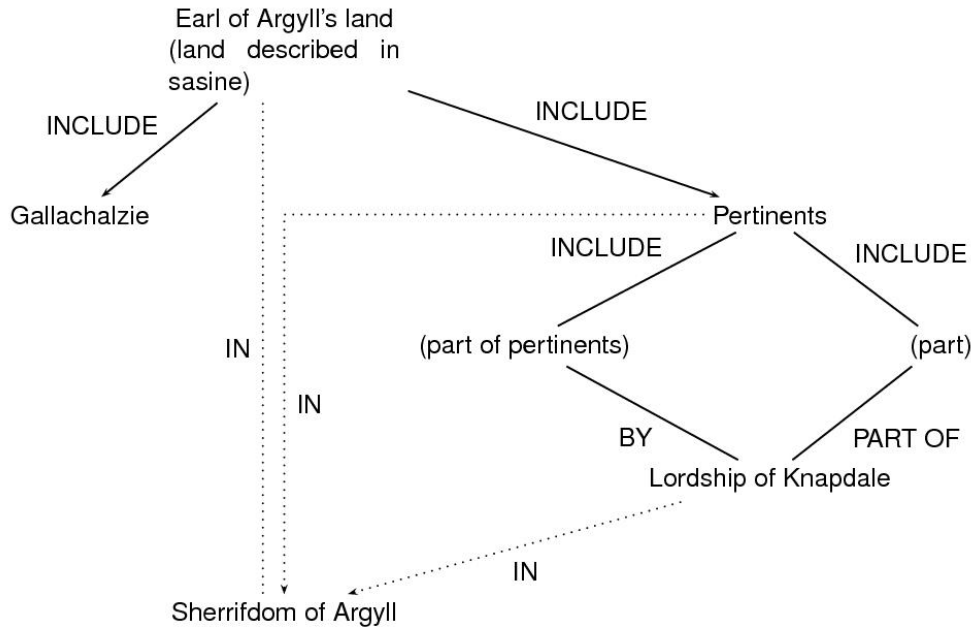 Earl of Argyll's land
(land described in
sasine)
INCLUDE
INCLUDE
Gallachalzie
Pertinents
INCLUDE
INCLUDE
(part of pertinents)
(part)
IN
IN
BY
PART OF
Lordship of Knapdale
IN
Sherrifdom of Argyll